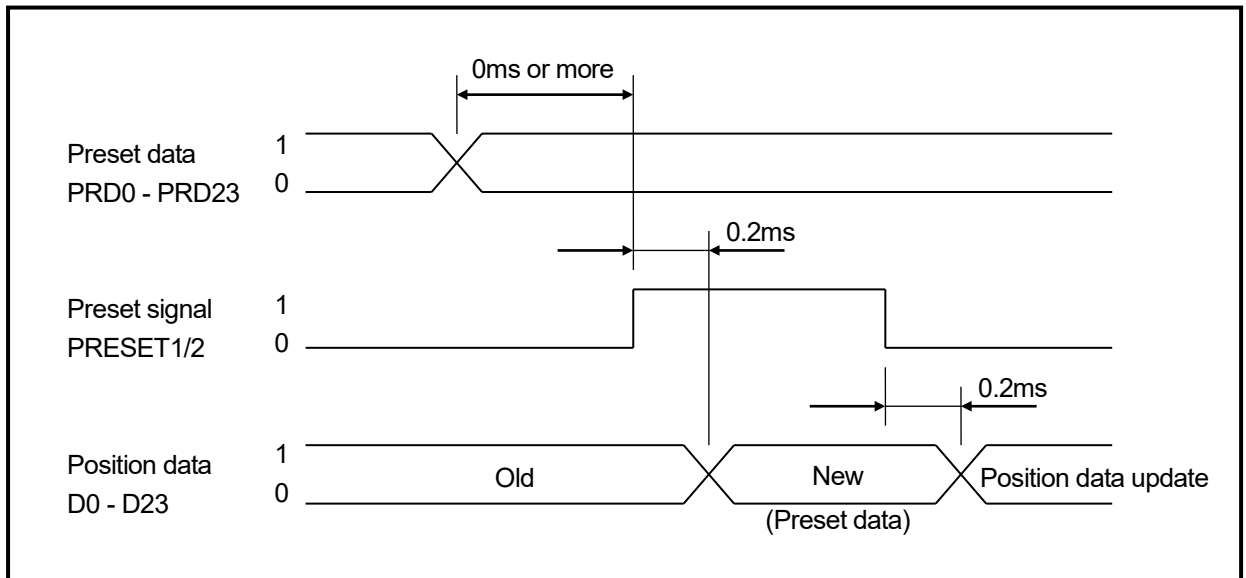 0ms or more
Preset data 1
PRD0 - PRD23 0
0.2ms
Preset signal 1
PRESET1/2 0
0.2ms
Position data 1
D0 - D23 0
Old
New
Position data update
(Preset data)